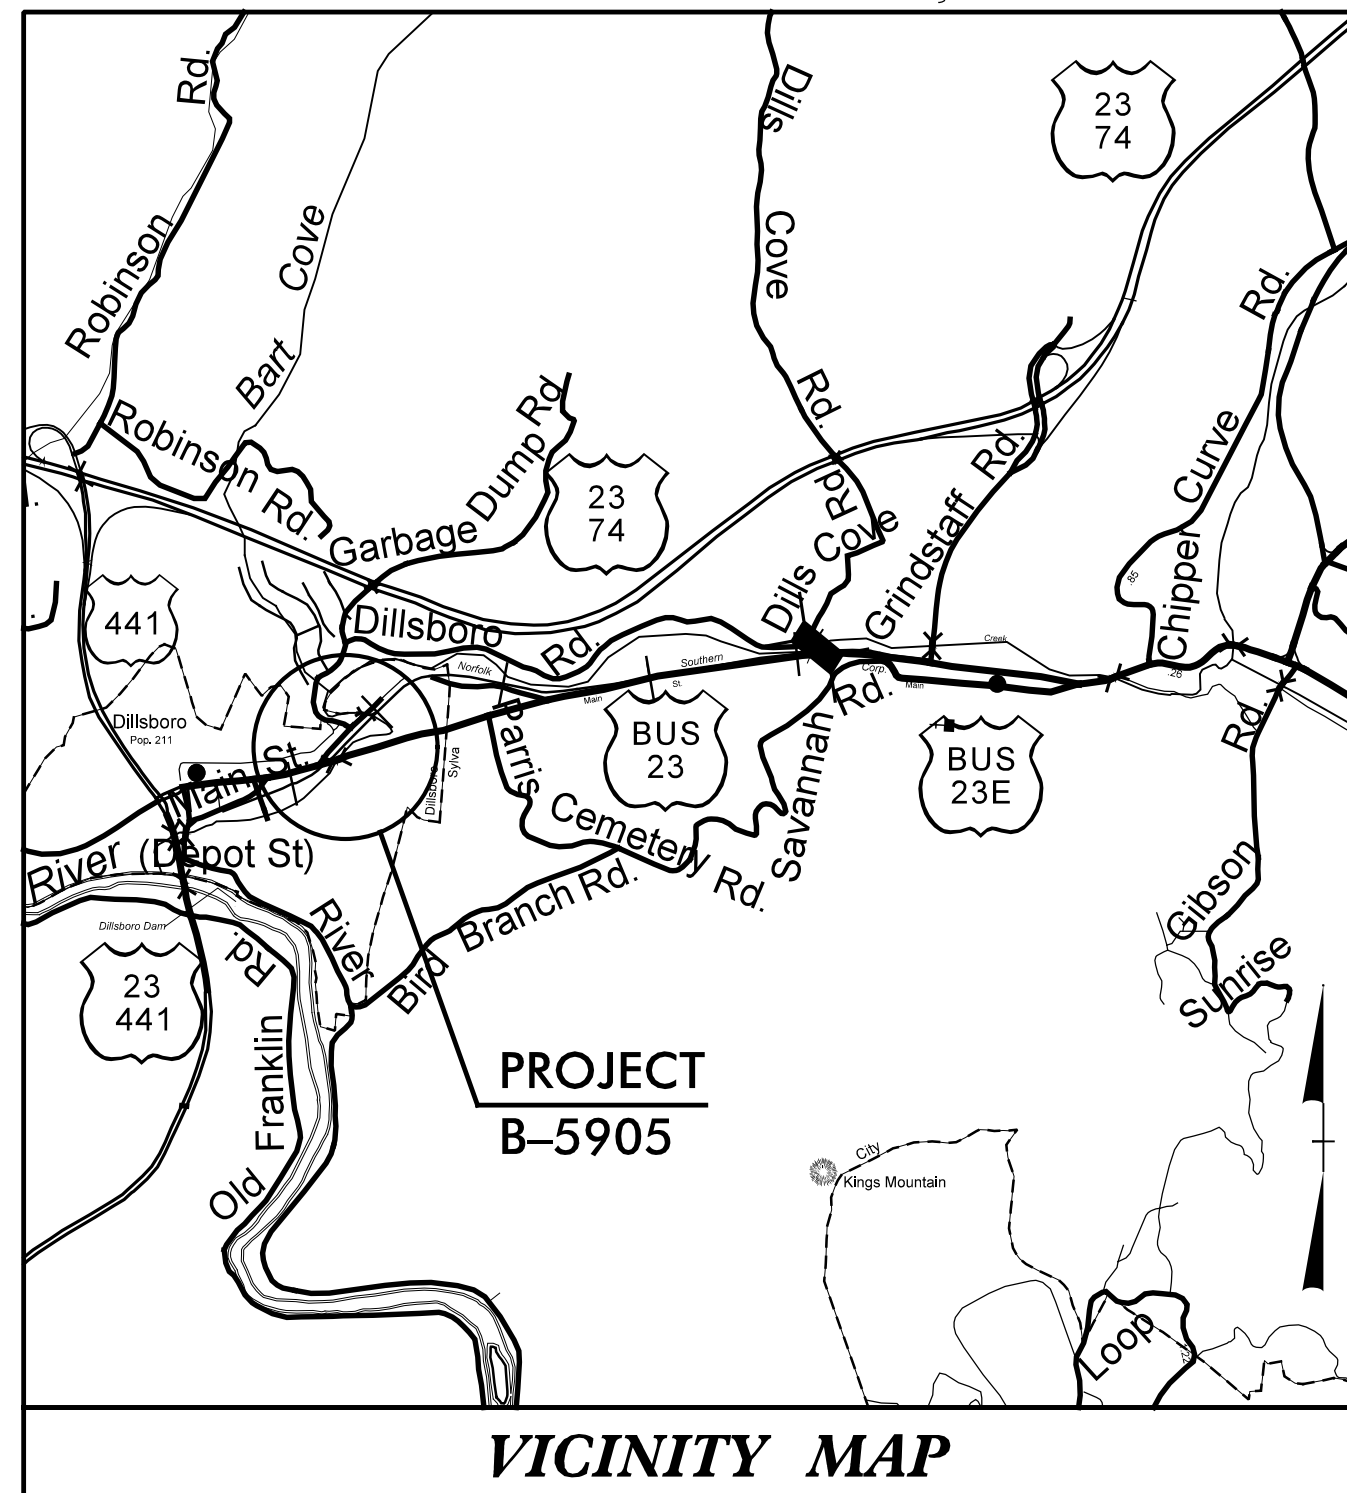 Rd.
Robinson
Bart Cove
Dills
Cove
Rd.
23
74
Rd.
Curve
Chipper
Robinson Rd.
Garbage Dump Rd
23
74
Rd
Dills Cove
Grindstaff Rd.
441
Dillsboro Rd.
Norfolk
Southern
Creek
Corp.
Main
St.
Main
.85
.26
Dillsboro
Pop. 211
Main St.
BUS
23
BUS
23E
Dillsboro
Sylva
Parris
Cemetery Rd.
Savannah Rd.
Gibson Rd.
Sunrise
River (Depot St)
River
Bird Branch Rd.
Dillsboro Dam
23
441
Old Franklin Rd.
PROJECT
B–5905
City
Kings Mountain
Loop
VICINITY MAP